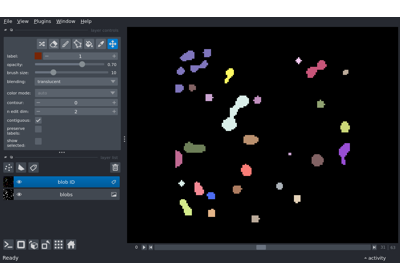 File View Plugins Window Help
label: 1
opacity: 0.70
brush size: 10
blending: translucent
color mode:
contour: 0
n edit dim: 2
contiguous:
preserve labels:
show selected:
blob ID
blobs
Ready
activity